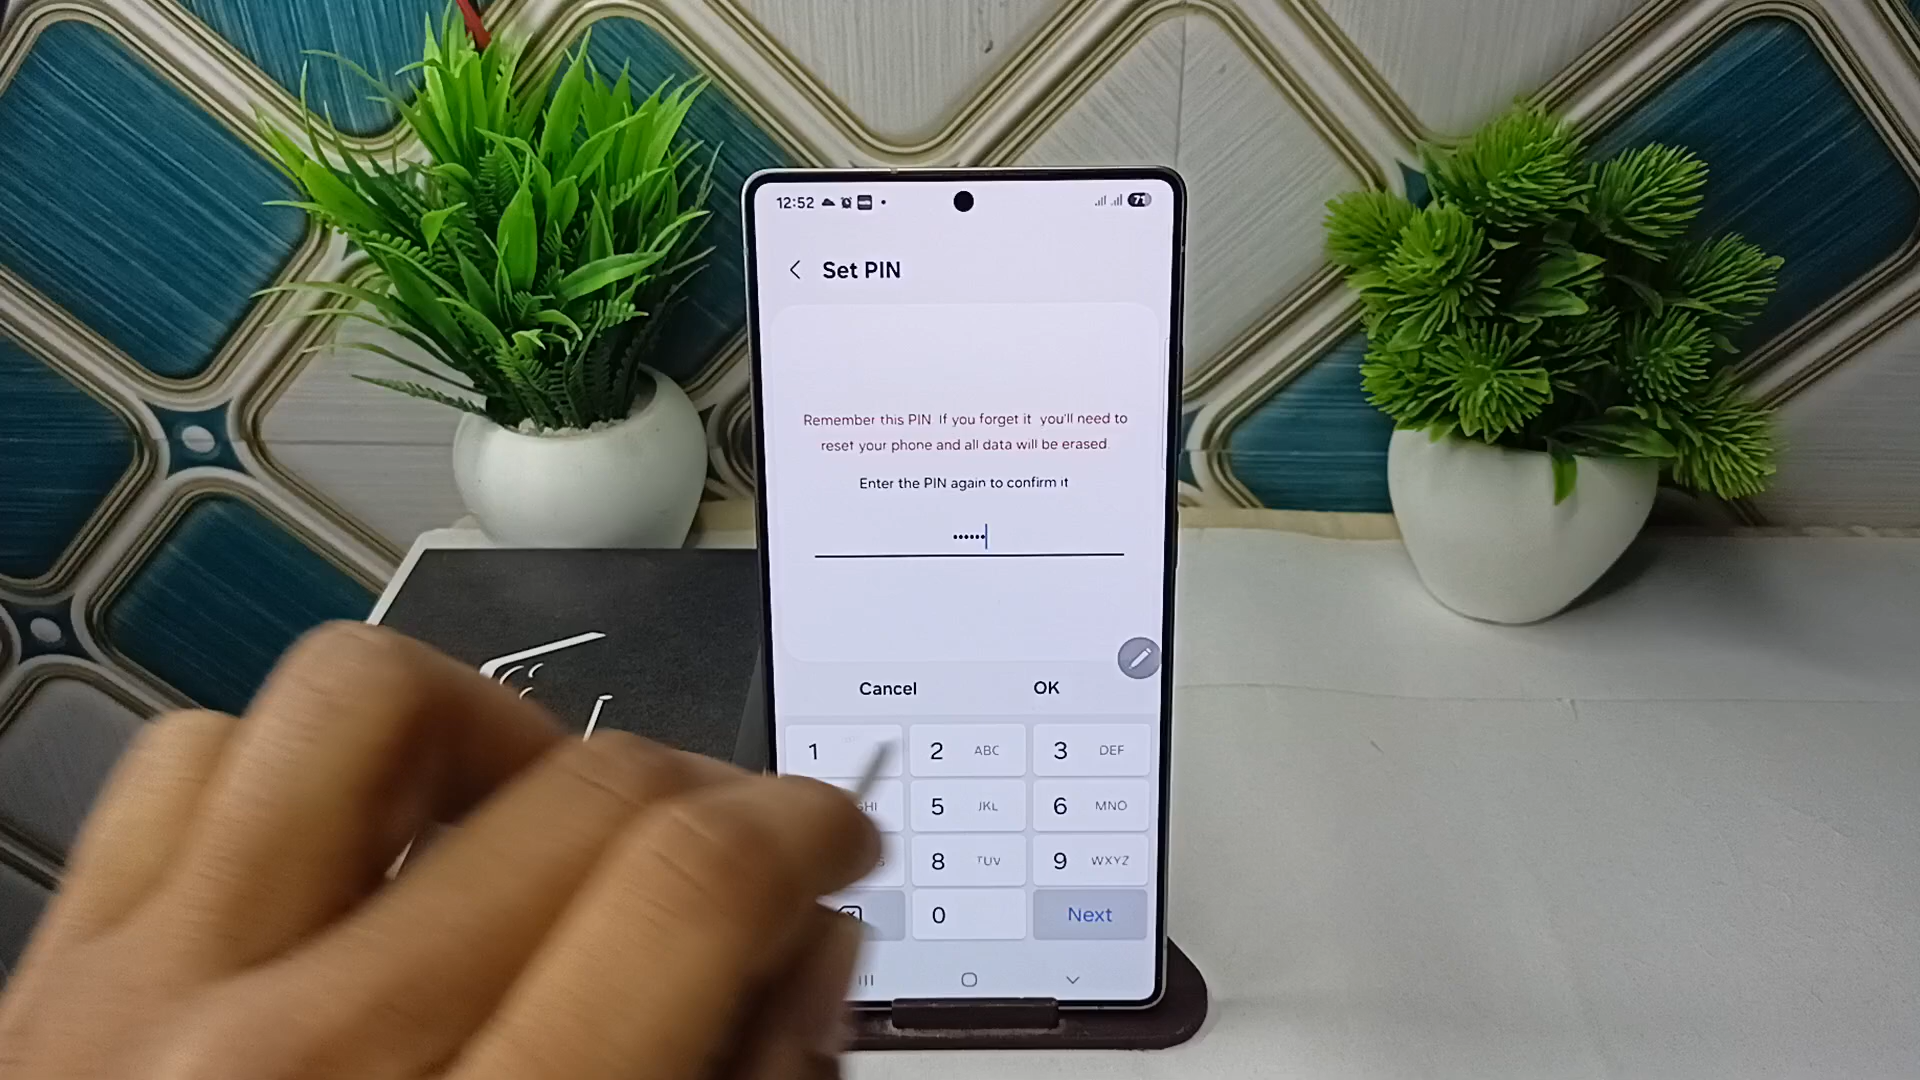 12:52
71
Set PIN
Remember this PIN If you forget it you'll need to
reset your phone and all data will be erased
Enter the PIN again to confirm it
••••••
Cancel OK
1 2 ABC 3 DEF
GHI 5 JKL 6 MNO
S 8 TUV 9 WXYZ
0 Next